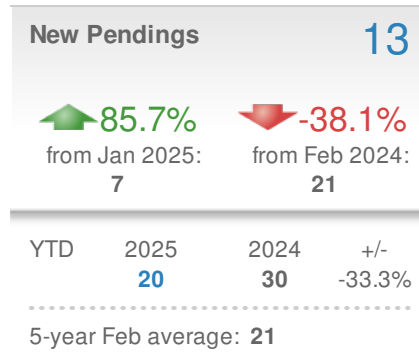 New Pendings 13
85.7% -38.1%
from Jan 2025: from Feb 2024:
7 21
YTD 2025 2024 +/-
20 30 -33.3%
5-year Feb average: 21